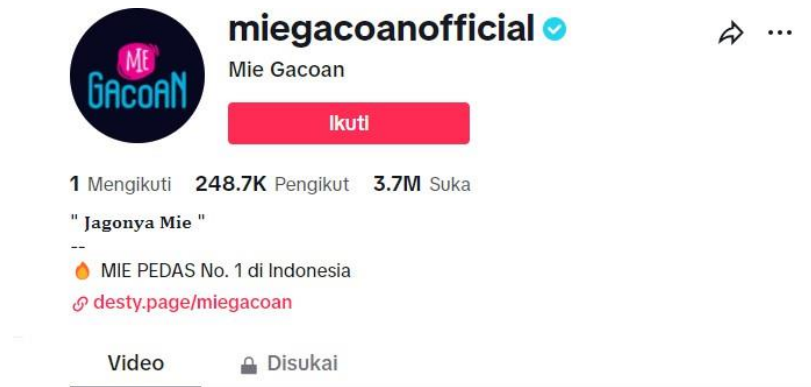 miegacoanofficial
Mie Gacoan
ME
GACOAN
Ikuti
1 Mengikuti 248.7K Pengikut 3.7M Suka
" Jagonya Mie "
--
🔥 MIE PEDAS No. 1 di Indonesia
desty.page/miegacoan
Video Disukai